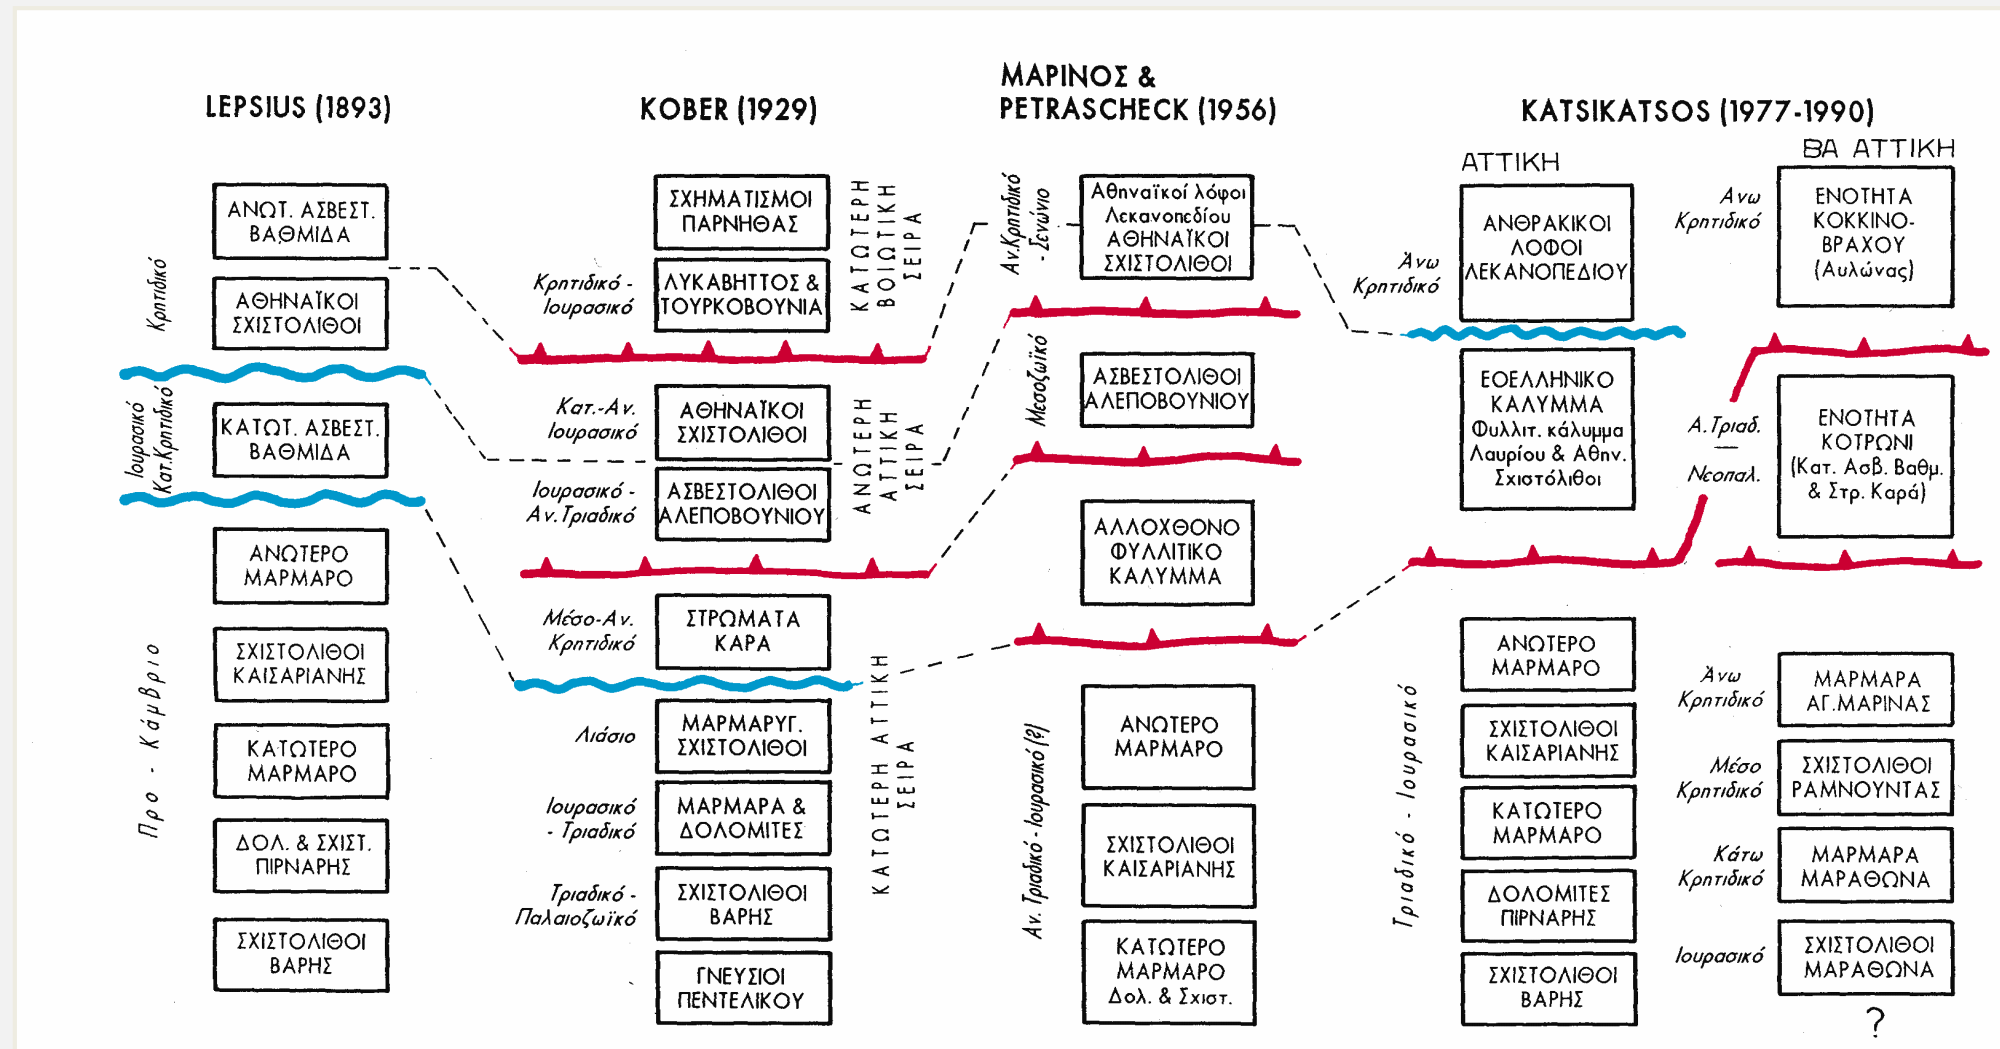 LEPSIUS (1893)
Κρητιδικό
Ιουρασικό
Κατ.Κρητιδικό
Προ - Κάμβριο
ΑΝΩΤ. ΑΣΒΕΣΤ.
ΒΑΘΜΙΔΑ
ΑΘΗΝΑΪΚΟΙ
ΣΧΙΣΤΟΛΙΘΟΙ
ΚΑΤΩΤ. ΑΣΒΕΣΤ.
ΒΑΘΜΙΔΑ
ΑΝΩΤΕΡΟ
ΜΑΡΜΑΡΟ
ΣΧΙΣΤΟΛΙΘΟΙ
ΚΑΙΣΑΡΙΑΝΗΣ
ΚΑΤΩΤΕΡΟ
ΜΑΡΜΑΡΟ
ΔΟΛ. & ΣΧΙΣΤ.
ΠΙΡΝΑΡΗΣ
ΣΧΙΣΤΟΛΙΘΟΙ
ΒΑΡΗΣ
KOBER (1929)
ΣΧΗΜΑΤΙΣΜΟΙ
ΠΑΡΝΗΘΑΣ
Κρητιδικό -
Ιουρασικό
ΛΥΚΑΒΗΤΤΟΣ &
ΤΟΥΡΚΟΒΟΥΝΙΑ
ΚΑΤΩΤΕΡΗ
ΒΟΙΩΤΙΚΗ
ΣΕΙΡΑ
Κατ.-Αν.
Ιουρασικό
ΑΘΗΝΑΪΚΟΙ
ΣΧΙΣΤΟΛΙΘΟΙ
Ιουρασικό -
Αν.Τριαδικό
ΑΣΒΕΣΤΟΛΙΘΟΙ
ΑΛΕΠΟΒΟΥΝΙΟΥ
ΑΝΩΤΕΡΗ
ΑΤΤΙΚΗ
ΣΕΙΡΑ
Μέσο-Αν.
Κρητιδικό
ΣΤΡΩΜΑΤΑ
ΚΑΡΑ
Λιάσιο
ΜΑΡΜΑΡΥΓ.
ΣΧΙΣΤΟΛΙΘΟΙ
Ιουρασικό
- Τριαδικό
ΜΑΡΜΑΡΑ &
ΔΟΛΟΜΙΤΕΣ
Τριαδικό -
Παλαιοζωϊκό
ΣΧΙΣΤΟΛΙΘΟΙ
ΒΑΡΗΣ
ΓΝΕΥΣΙΟΙ
ΠΕΝΤΕΛΙΚΟΥ
ΚΑΤΩΤΕΡΗ ΑΤΤΙΚΗ
ΣΕΙΡΑ
ΜΑΡΙΝΟΣ &
PETRASCHECK (1956)
Αν.Κρητιδικό
- Σενώνιο
Αθηναϊκοί λόφοι
Λεκανοπεδίου
ΑΘΗΝΑΪΚΟΙ
ΣΧΙΣΤΟΛΙΘΟΙ
Μεσοζωϊκό
ΑΣΒΕΣΤΟΛΙΘΟΙ
ΑΛΕΠΟΒΟΥΝΙΟΥ
ΑΛΛΟΧΘΟΝΟ
ΦΥΛΛΙΤΙΚΟ
ΚΑΛΥΜΜΑ
Αν. Τριαδικό - Ιουρασικό (?)
ΑΝΩΤΕΡΟ
ΜΑΡΜΑΡΟ
ΣΧΙΣΤΟΛΙΘΟΙ
ΚΑΙΣΑΡΙΑΝΗΣ
ΚΑΤΩΤΕΡΟ
ΜΑΡΜΑΡΟ
Δολ. & Σχιστ.
KATSIKATSOS (1977-1990)
ΑΤΤΙΚΗ
Άνω
Κρητιδικό
ΑΝΘΡΑΚΙΚΟΙ
ΛΟΦΟΙ
ΛΕΚΑΝΟΠΕΔΙΟΥ
ΕΟΕΛΛΗΝΙΚΟ
ΚΑΛΥΜΜΑ
Φυλλιτ. κάλυμμα
Λαυρίου & Αθην.
Σχιστόλιθοι
Τριαδικό - Ιουρασικό
ΑΝΩΤΕΡΟ
ΜΑΡΜΑΡΟ
ΣΧΙΣΤΟΛΙΘΟΙ
ΚΑΙΣΑΡΙΑΝΗΣ
ΚΑΤΩΤΕΡΟ
ΜΑΡΜΑΡΟ
ΔΟΛΟΜΙΤΕΣ
ΠΙΡΝΑΡΗΣ
ΣΧΙΣΤΟΛΙΘΟΙ
ΒΑΡΗΣ
ΒΑ ΑΤΤΙΚΗ
Ανω
Κρητιδικό
ΕΝΟΤΗΤΑ
ΚΟΚΚΙΝΟ-
ΒΡΑΧΟΥ
(Αυλώνας)
Α.Τριαδ.
—
Νεοπαλ.
ΕΝΟΤΗΤΑ
ΚΟΤΡΩΝΙ
(Κατ. Ασβ. Βαθμ.
& Στρ. Καρά)
Άνω
Κρητιδικό
ΜΑΡΜΑΡΑ
ΑΓ.ΜΑΡΙΝΑΣ
Μέσο
Κρητιδικό
ΣΧΙΣΤΟΛΙΘΟΙ
ΡΑΜΝΟΥΝΤΑΣ
Κάτω
Κρητιδικό
ΜΑΡΜΑΡΑ
ΜΑΡΑΘΩΝΑ
Ιουρασικό
ΣΧΙΣΤΟΛΙΘΟΙ
ΜΑΡΑΘΩΝΑ
?